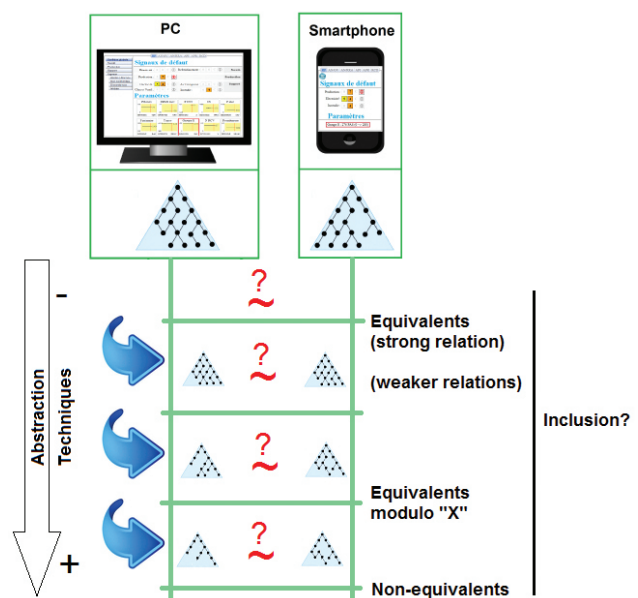 PC
Smartphone
Signaux de défaut
Paramètres
Signaux de défaut
Paramètres
?
~
-
Equivalents
(strong relation)
?
~
(weaker relations)
Abstraction
Techniques
Inclusion?
?
~
Equivalents
modulo "X"
?
~
+
Non-equivalents